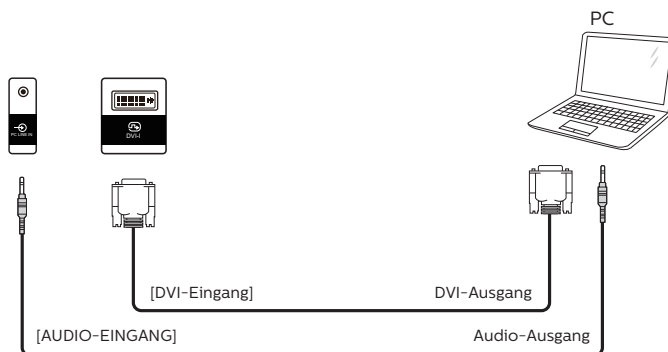 PC
PC LINE IN
DVI-I
[DVI-Eingang]
DVI-Ausgang
[AUDIO-EINGANG]
Audio-Ausgang